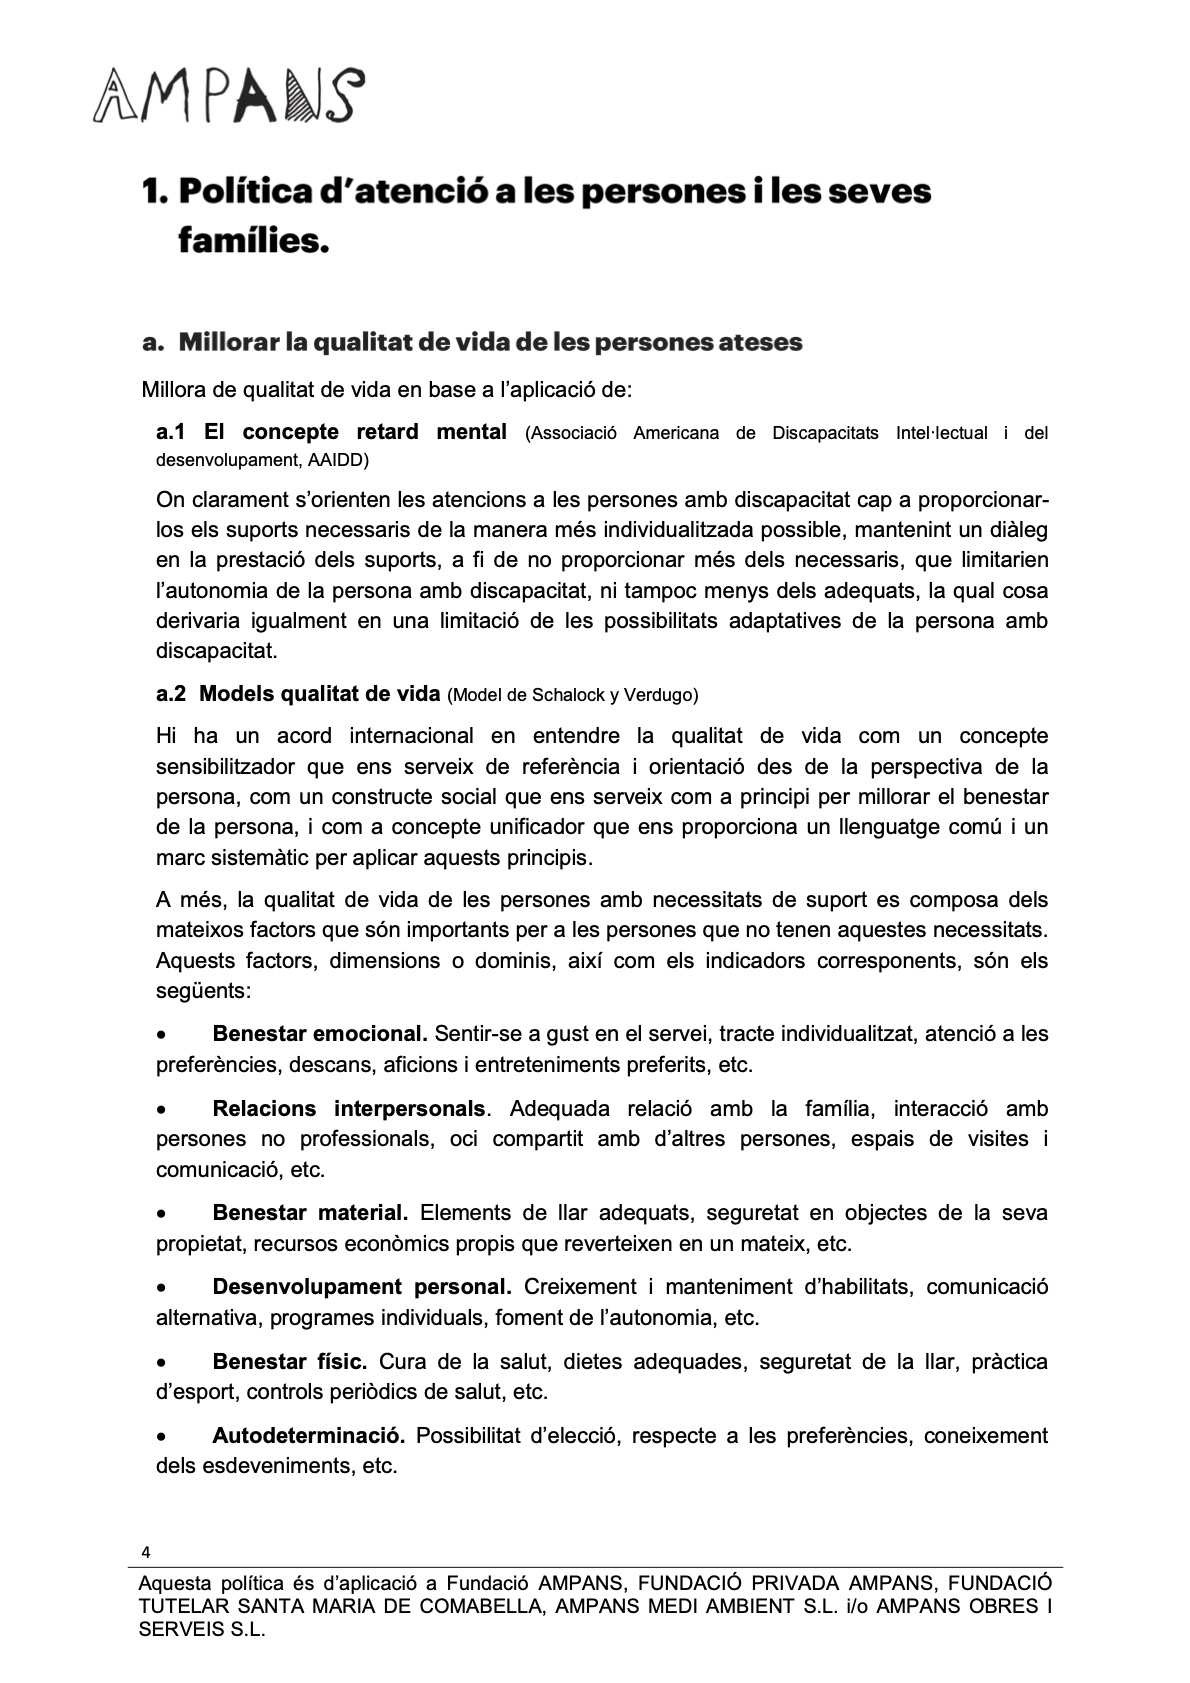 AMPANS
1. Política d’atenció a les persones i les seves
famílies.
a. Millorar la qualitat de vida de les persones ateses
Millora de qualitat de vida en base a l’aplicació de:
a.1 El concepte retard mental (Associació Americana de Discapacitats Intel·lectual i del
desenvolupament, AAIDD)
On clarament s’orienten les atencions a les persones amb discapacitat cap a proporcionar-
los els suports necessaris de la manera més individualitzada possible, mantenint un diàleg
en la prestació dels suports, a fi de no proporcionar més dels necessaris, que limitarien
l’autonomia de la persona amb discapacitat, ni tampoc menys dels adequats, la qual cosa
derivaria igualment en una limitació de les possibilitats adaptatives de la persona amb
discapacitat.
a.2 Models qualitat de vida (Model de Schalock y Verdugo)
Hi ha un acord internacional en entendre la qualitat de vida com un concepte
sensibilitzador que ens serveix de referència i orientació des de la perspectiva de la
persona, com un constructe social que ens serveix com a principi per millorar el benestar
de la persona, i com a concepte unificador que ens proporciona un llenguatge comú i un
marc sistemàtic per aplicar aquests principis.
A més, la qualitat de vida de les persones amb necessitats de suport es composa dels
mateixos factors que són importants per a les persones que no tenen aquestes necessitats.
Aquests factors, dimensions o dominis, així com els indicadors corresponents, són els
següents:
• Benestar emocional. Sentir-se a gust en el servei, tracte individualitzat, atenció a les
preferències, descans, aficions i entreteniments preferits, etc.
• Relacions interpersonals. Adequada relació amb la família, interacció amb
persones no professionals, oci compartit amb d’altres persones, espais de visites i
comunicació, etc.
• Benestar material. Elements de llar adequats, seguretat en objectes de la seva
propietat, recursos econòmics propis que reverteixen en un mateix, etc.
• Desenvolupament personal. Creixement i manteniment d’habilitats, comunicació
alternativa, programes individuals, foment de l’autonomia, etc.
• Benestar físic. Cura de la salut, dietes adequades, seguretat de la llar, pràctica
d’esport, controls periòdics de salut, etc.
• Autodeterminació. Possibilitat d’elecció, respecte a les preferències, coneixement
dels esdeveniments, etc.
4
Aquesta política és d’aplicació a Fundació AMPANS, FUNDACIÓ PRIVADA AMPANS, FUNDACIÓ
TUTELAR SANTA MARIA DE COMABELLA, AMPANS MEDI AMBIENT S.L. i/o AMPANS OBRES I
SERVEIS S.L.